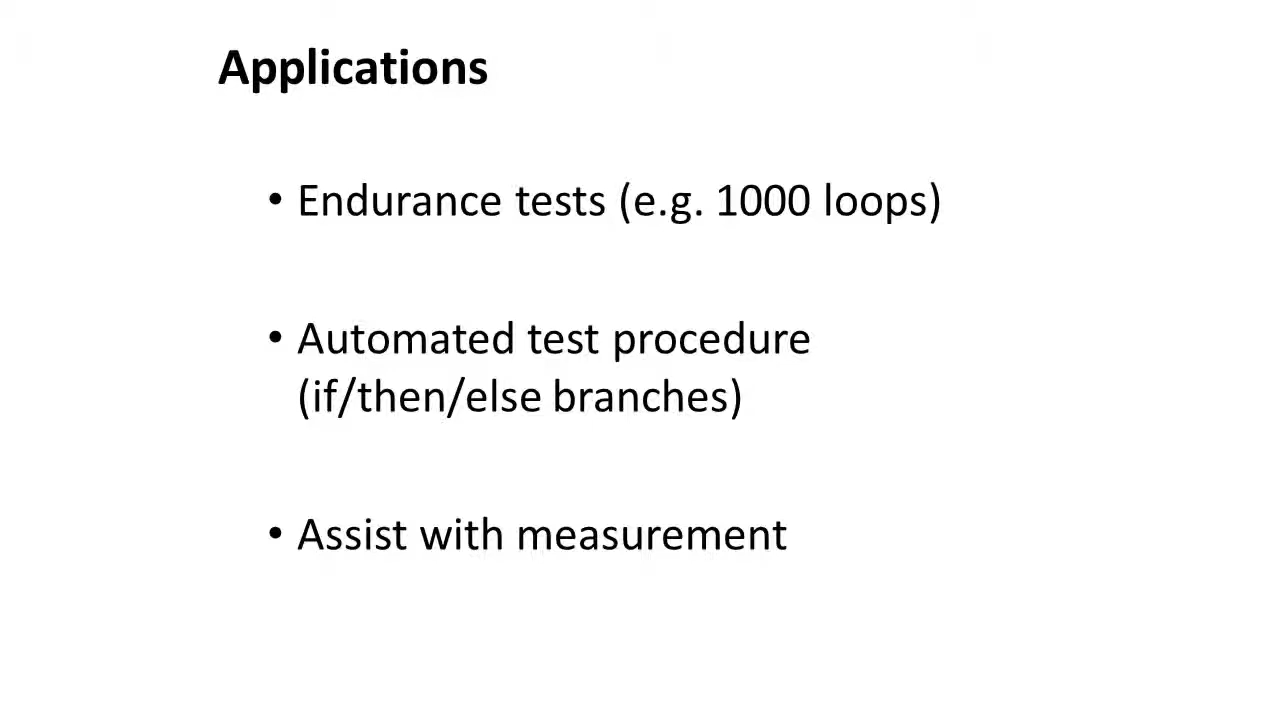 Applications
• Endurance tests (e.g. 1000 loops)
• Automated test procedure
(if/then/else branches)
• Assist with measurement